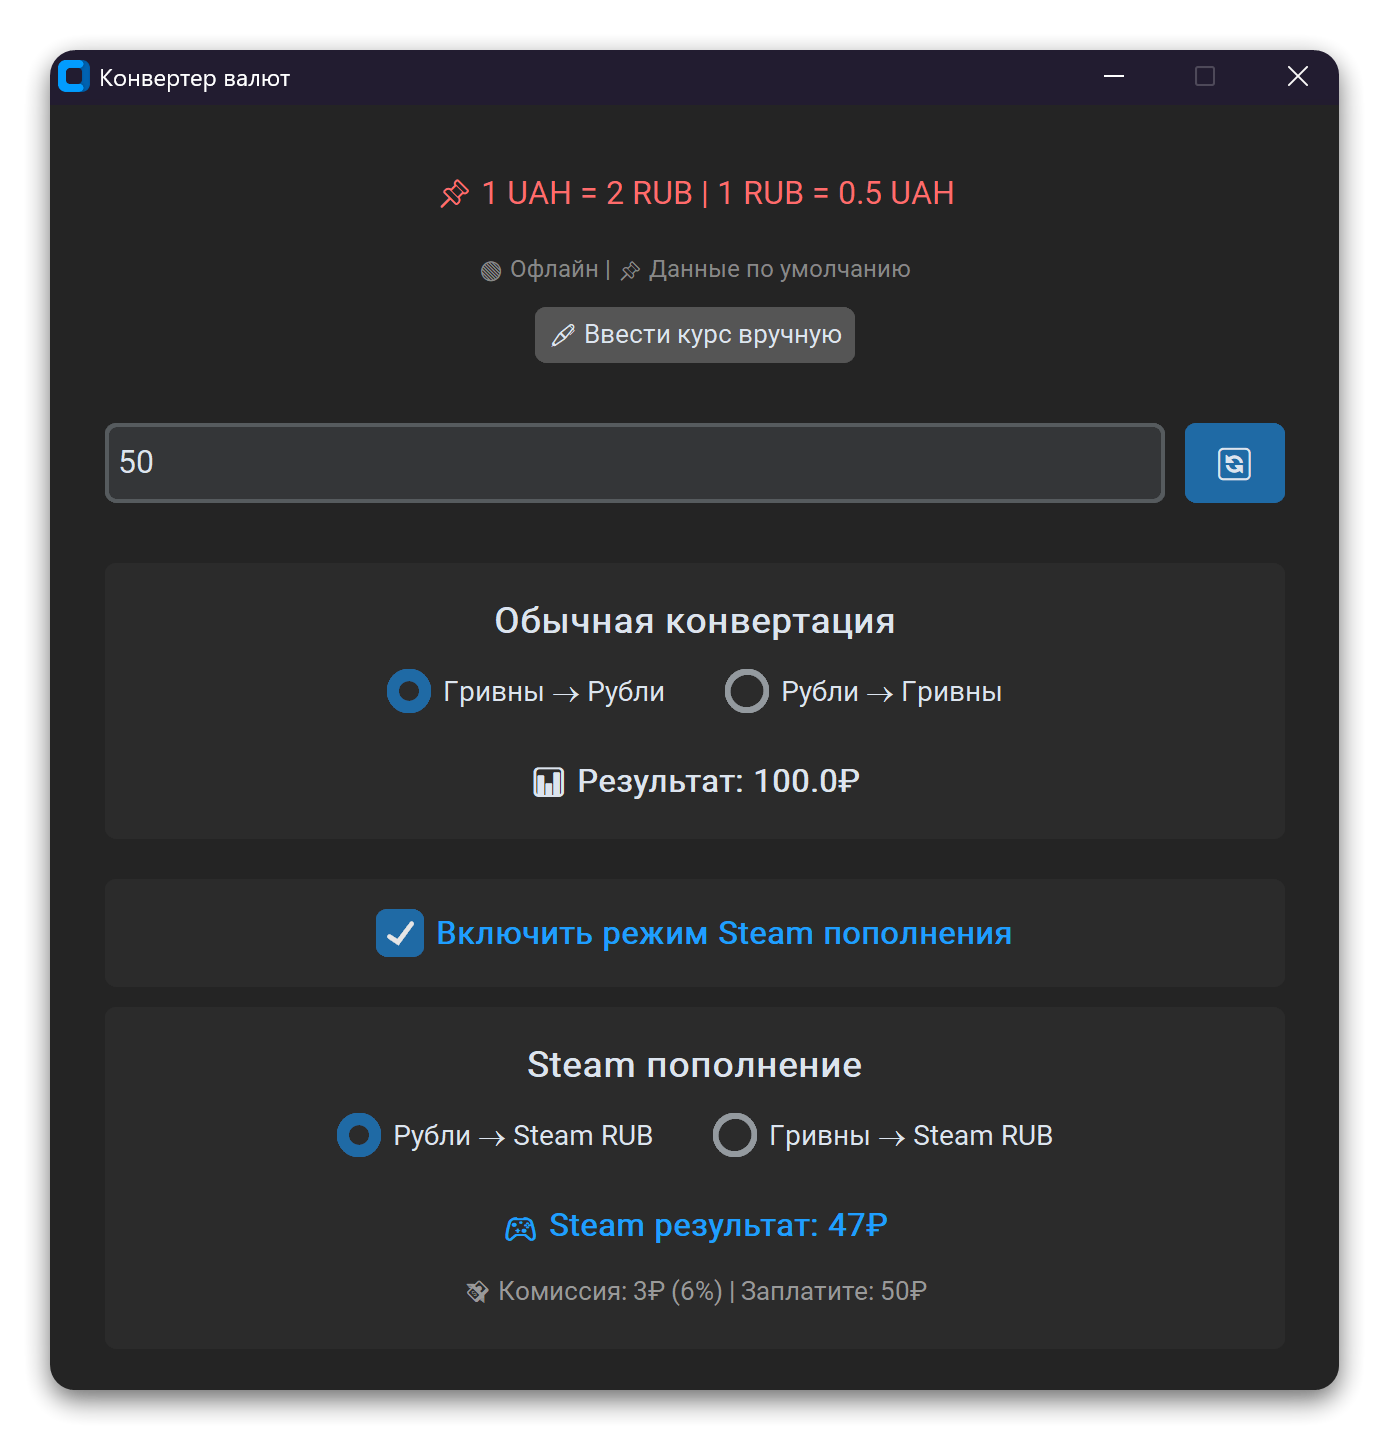 Конвертер валют
1 UAH = 2 RUB | 1 RUB = 0.5 UAH
Офлайн | Данные по умолчанию
Ввести курс вручную
50
Обычная конвертация
Гривны → Рубли Рубли → Гривны
Результат: 100.0₽
Включить режим Steam пополнения
Steam пополнение
Рубли → Steam RUB Гривны → Steam RUB
Steam результат: 47₽
Комиссия: 3₽ (6%) | Заплатите: 50₽